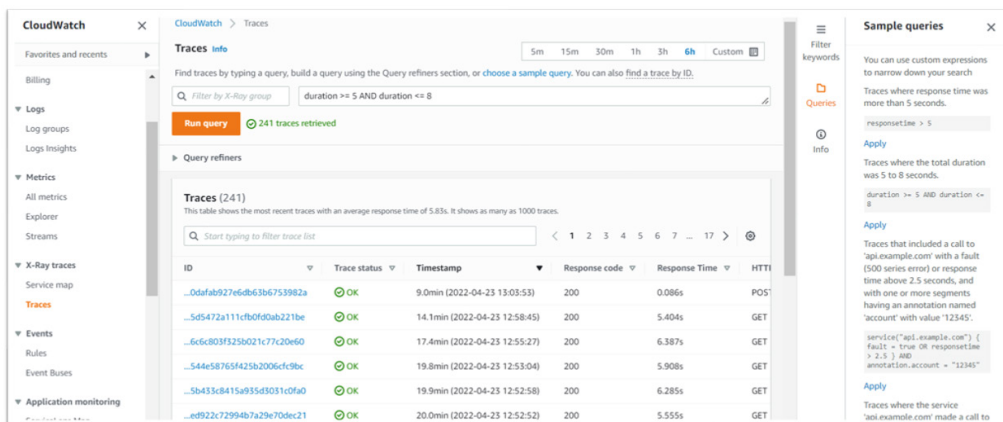 CloudWatch
Favorites and recents
Billing
Logs
Log groups
Logs Insights
Metrics
All metrics
Explorer
Streams
X-Ray traces
Service map
Traces
Events
Rules
Event Buses
Application monitoring
CloudWatch > Traces
Traces Info
5m 15m 30m 1h 3h 6h Custom
Find traces by typing a query, build a query using the Query refiners section, or choose a sample query. You can also find a trace by ID.
Filter by X-Ray group
duration >= 5 AND duration <= 8
Run query
241 traces retrieved
Query refiners
Traces (241)
This table shows the most recent traces with an average response time of 5.83s. It shows as many as 1000 traces.
Start typing to filter trace list
< 1 2 3 4 5 6 7 ... 17 >
ID Trace status Timestamp Response code Response Time HTTI
...0dafab927e6db63b6753982a OK 9.0min (2022-04-23 13:03:53) 200 0.086s POST
...5d5472a111cfb0fd0ab221be OK 14.1min (2022-04-23 12:58:45) 200 5.404s GET
...6c6c803f325b021c77c20e60 OK 17.4min (2022-04-23 12:55:27) 200 6.387s GET
...544e58765f425b2006cfc9bc OK 19.8min (2022-04-23 12:53:04) 200 5.908s GET
...5b433c8415a935d3031c0fa0 OK 19.9min (2022-04-23 12:52:58) 200 6.285s GET
...ed922c72994b7a29e70dec21 OK 20.0min (2022-04-23 12:52:52) 200 5.555s GET
Filter
keywords
Queries
Info
Sample queries
You can use custom expressions
to narrow down your search
Traces where response time was
more than 5 seconds.
responsetime > 5
Apply
Traces where the total duration
was 5 to 8 seconds.
duration >= 5 AND duration <=
8
Apply
Traces that included a call to
'api.example.com' with a fault
(500 series error) or response
time above 2.5 seconds, and
with one or more segments
having an annotation named
'account' with value '12345'.
service("api.example.com") {
fault = true OR responsetime
> 2.5 } AND
annotation.account = "12345"
Apply
Traces where the service
'api.example.com' made a call to